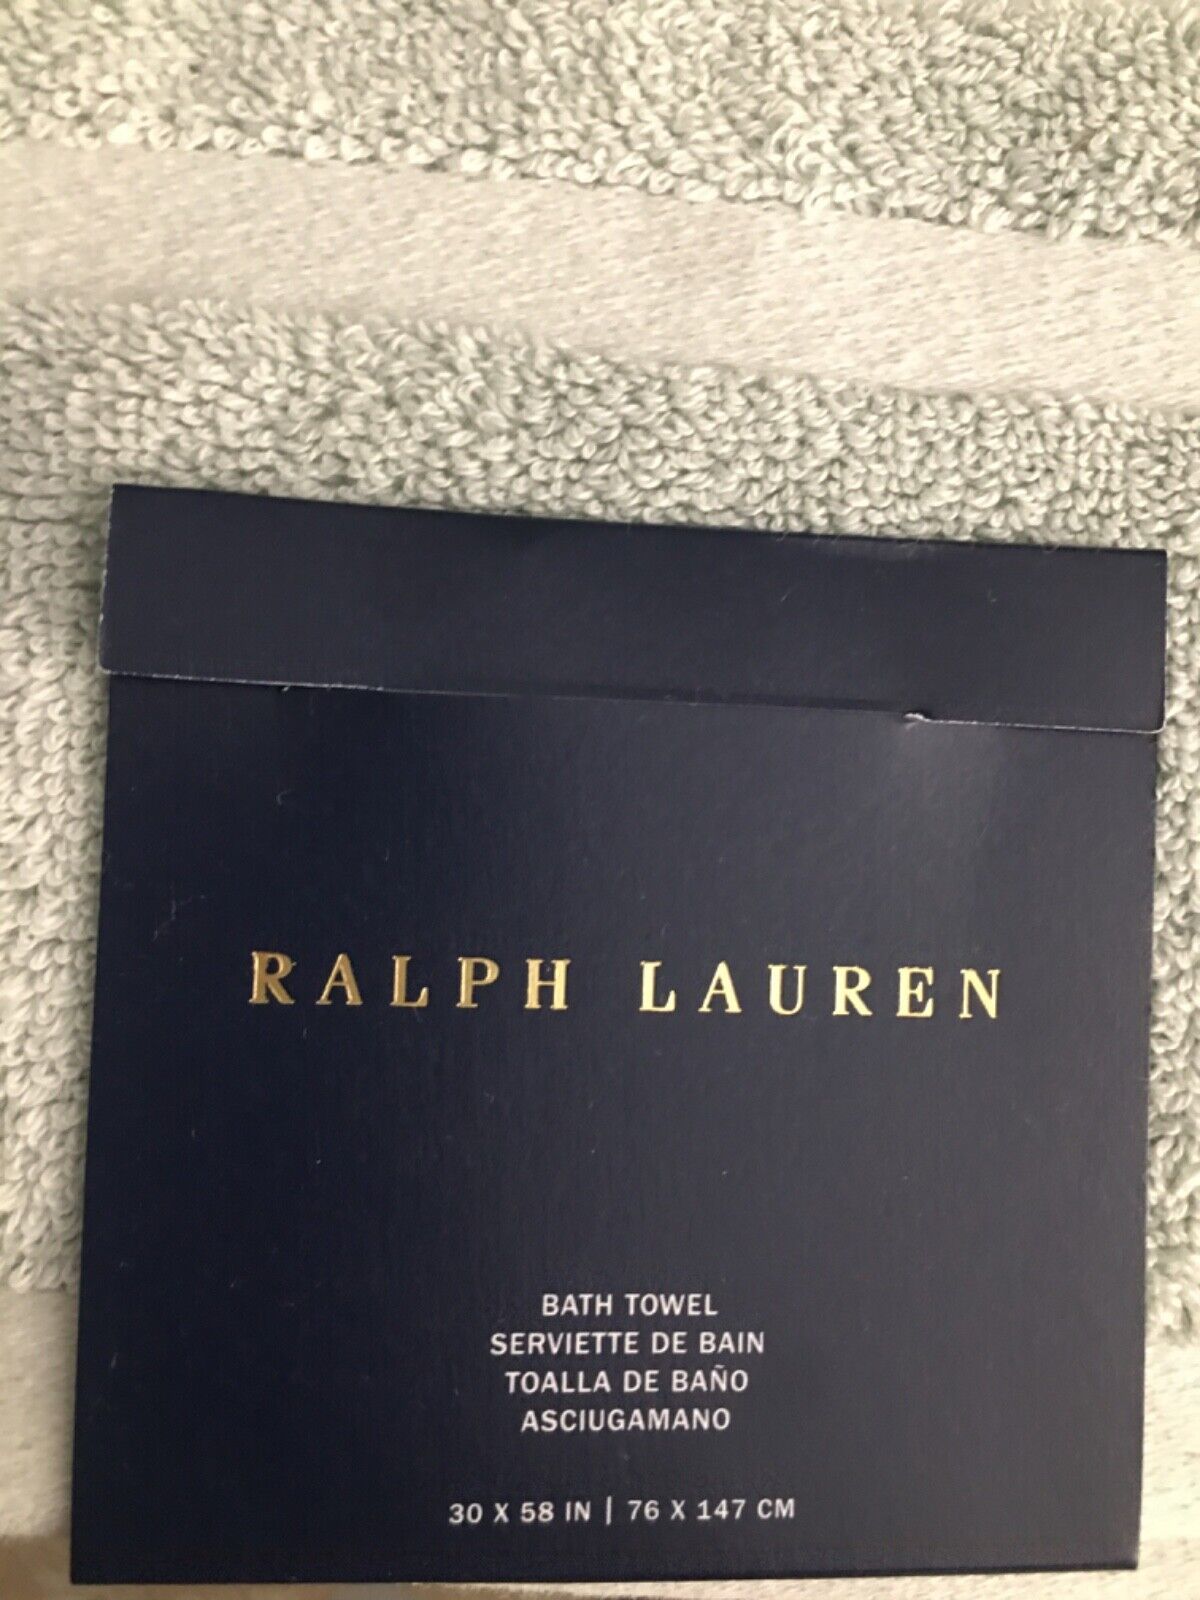 RALPH LAUREN
BATH TOWEL
SERVIETTE DE BAIN
TOALLA DE BAÑO
ASCIUGAMANO
30 X 58 IN | 76 X 147 CM